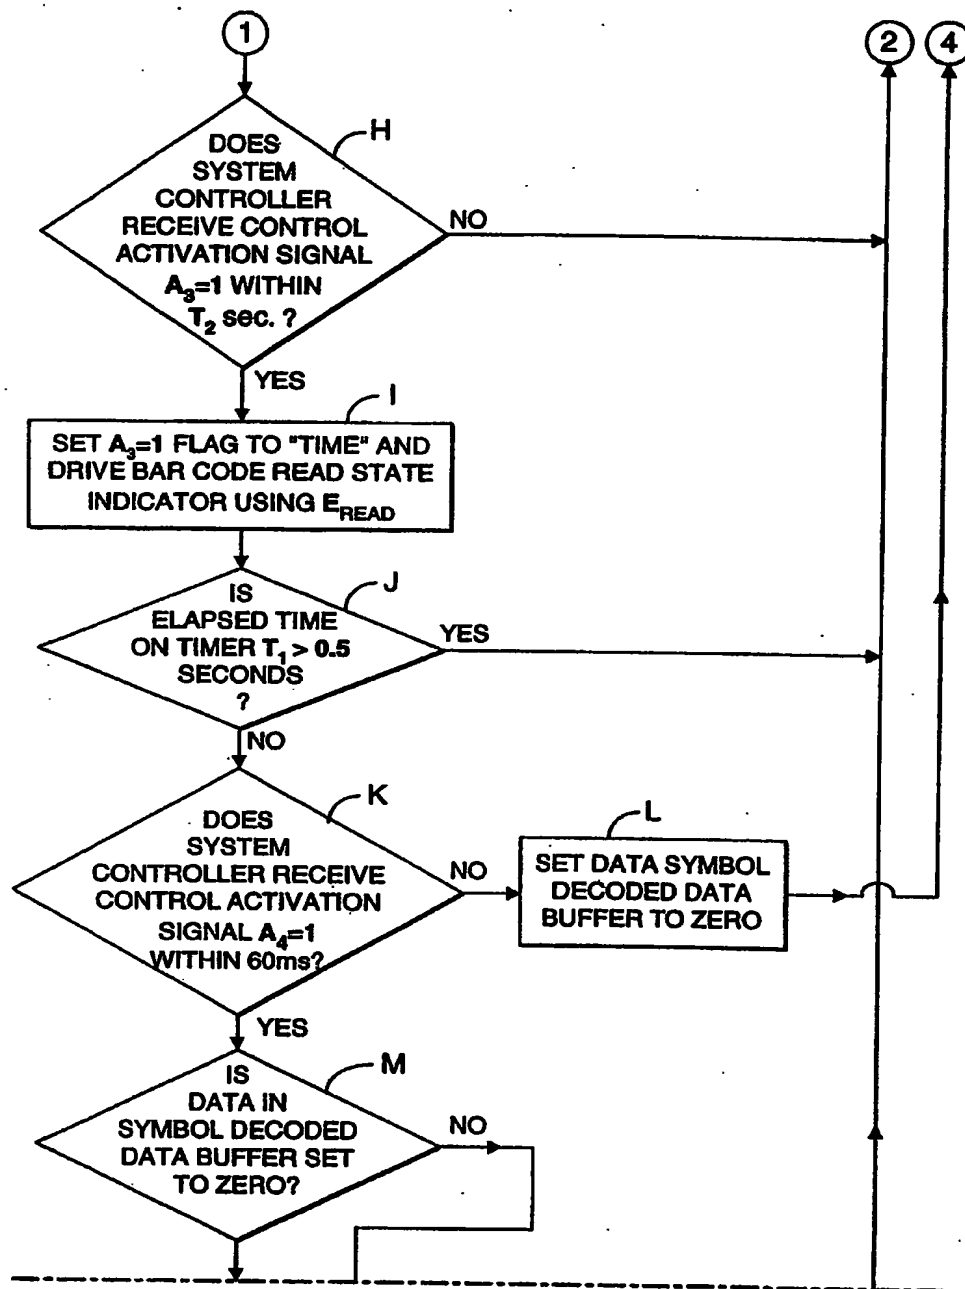 1
2
4
H
DOES
SYSTEM
CONTROLLER
RECEIVE CONTROL
ACTIVATION SIGNAL
A₃=1 WITHIN
T₂ sec. ?
NO
YES
I
SET A₃=1 FLAG TO "TIME" AND
DRIVE BAR CODE READ STATE
INDICATOR USING E_READ
J
IS
ELAPSED TIME
ON TIMER T₁ > 0.5
SECONDS
?
YES
NO
K
DOES
SYSTEM
CONTROLLER RECEIVE
CONTROL ACTIVATION
SIGNAL A₄=1
WITHIN 60ms?
NO
L
SET DATA SYMBOL
DECODED DATA
BUFFER TO ZERO
YES
M
IS
DATA IN
SYMBOL DECODED
DATA BUFFER SET
TO ZERO?
NO